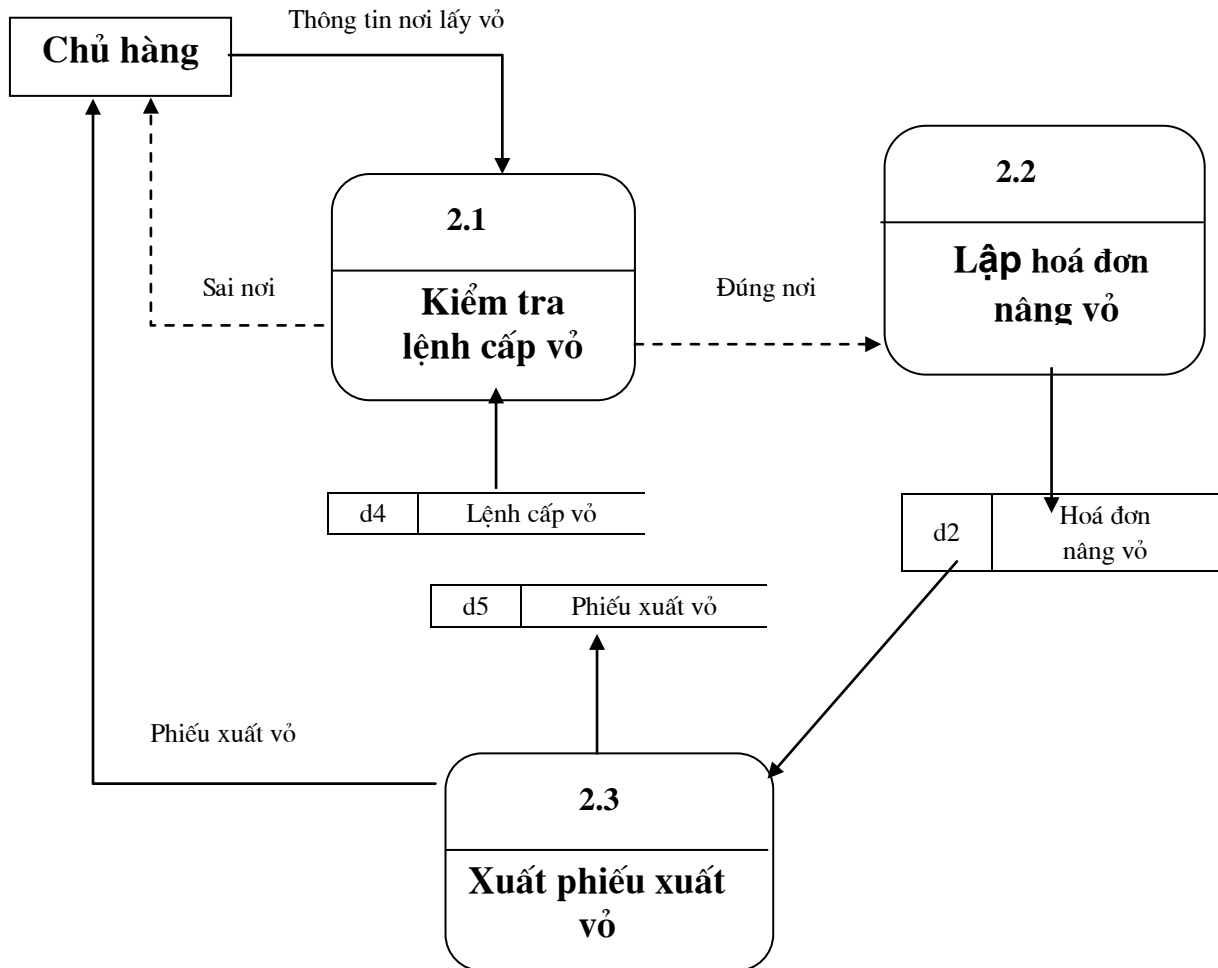 Thông tin nơi lấy vỏ
Chủ hàng
2.1
Kiểm tra
lệnh cấp vỏ
2.2
Lập hoá đơn
nâng vỏ
Sai nơi
Đúng nơi
d4 Lệnh cấp vỏ
d2 Hoá đơn
nâng vỏ
d5 Phiếu xuất vỏ
Phiếu xuất vỏ
2.3
Xuất phiếu xuất
vỏ